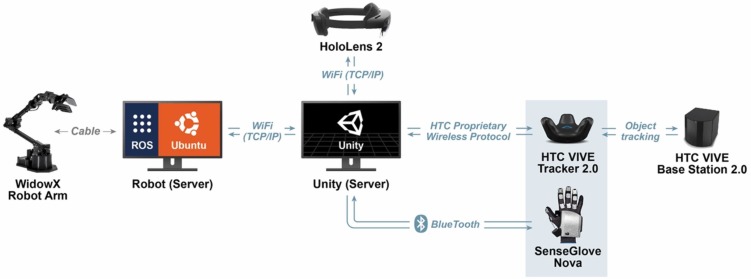 HoloLens 2
WiFi (TCP/IP)
Cable
ROS
Ubuntu
WiFi
(TCP/IP)
Unity
HTC Proprietary
Wireless Protocol
Object
tracking
WidowX
Robot Arm
Robot (Server)
Unity (Server)
HTC VIVE
Tracker 2.0
HTC VIVE
Base Station 2.0
BlueTooth
SenseGlove
Nova